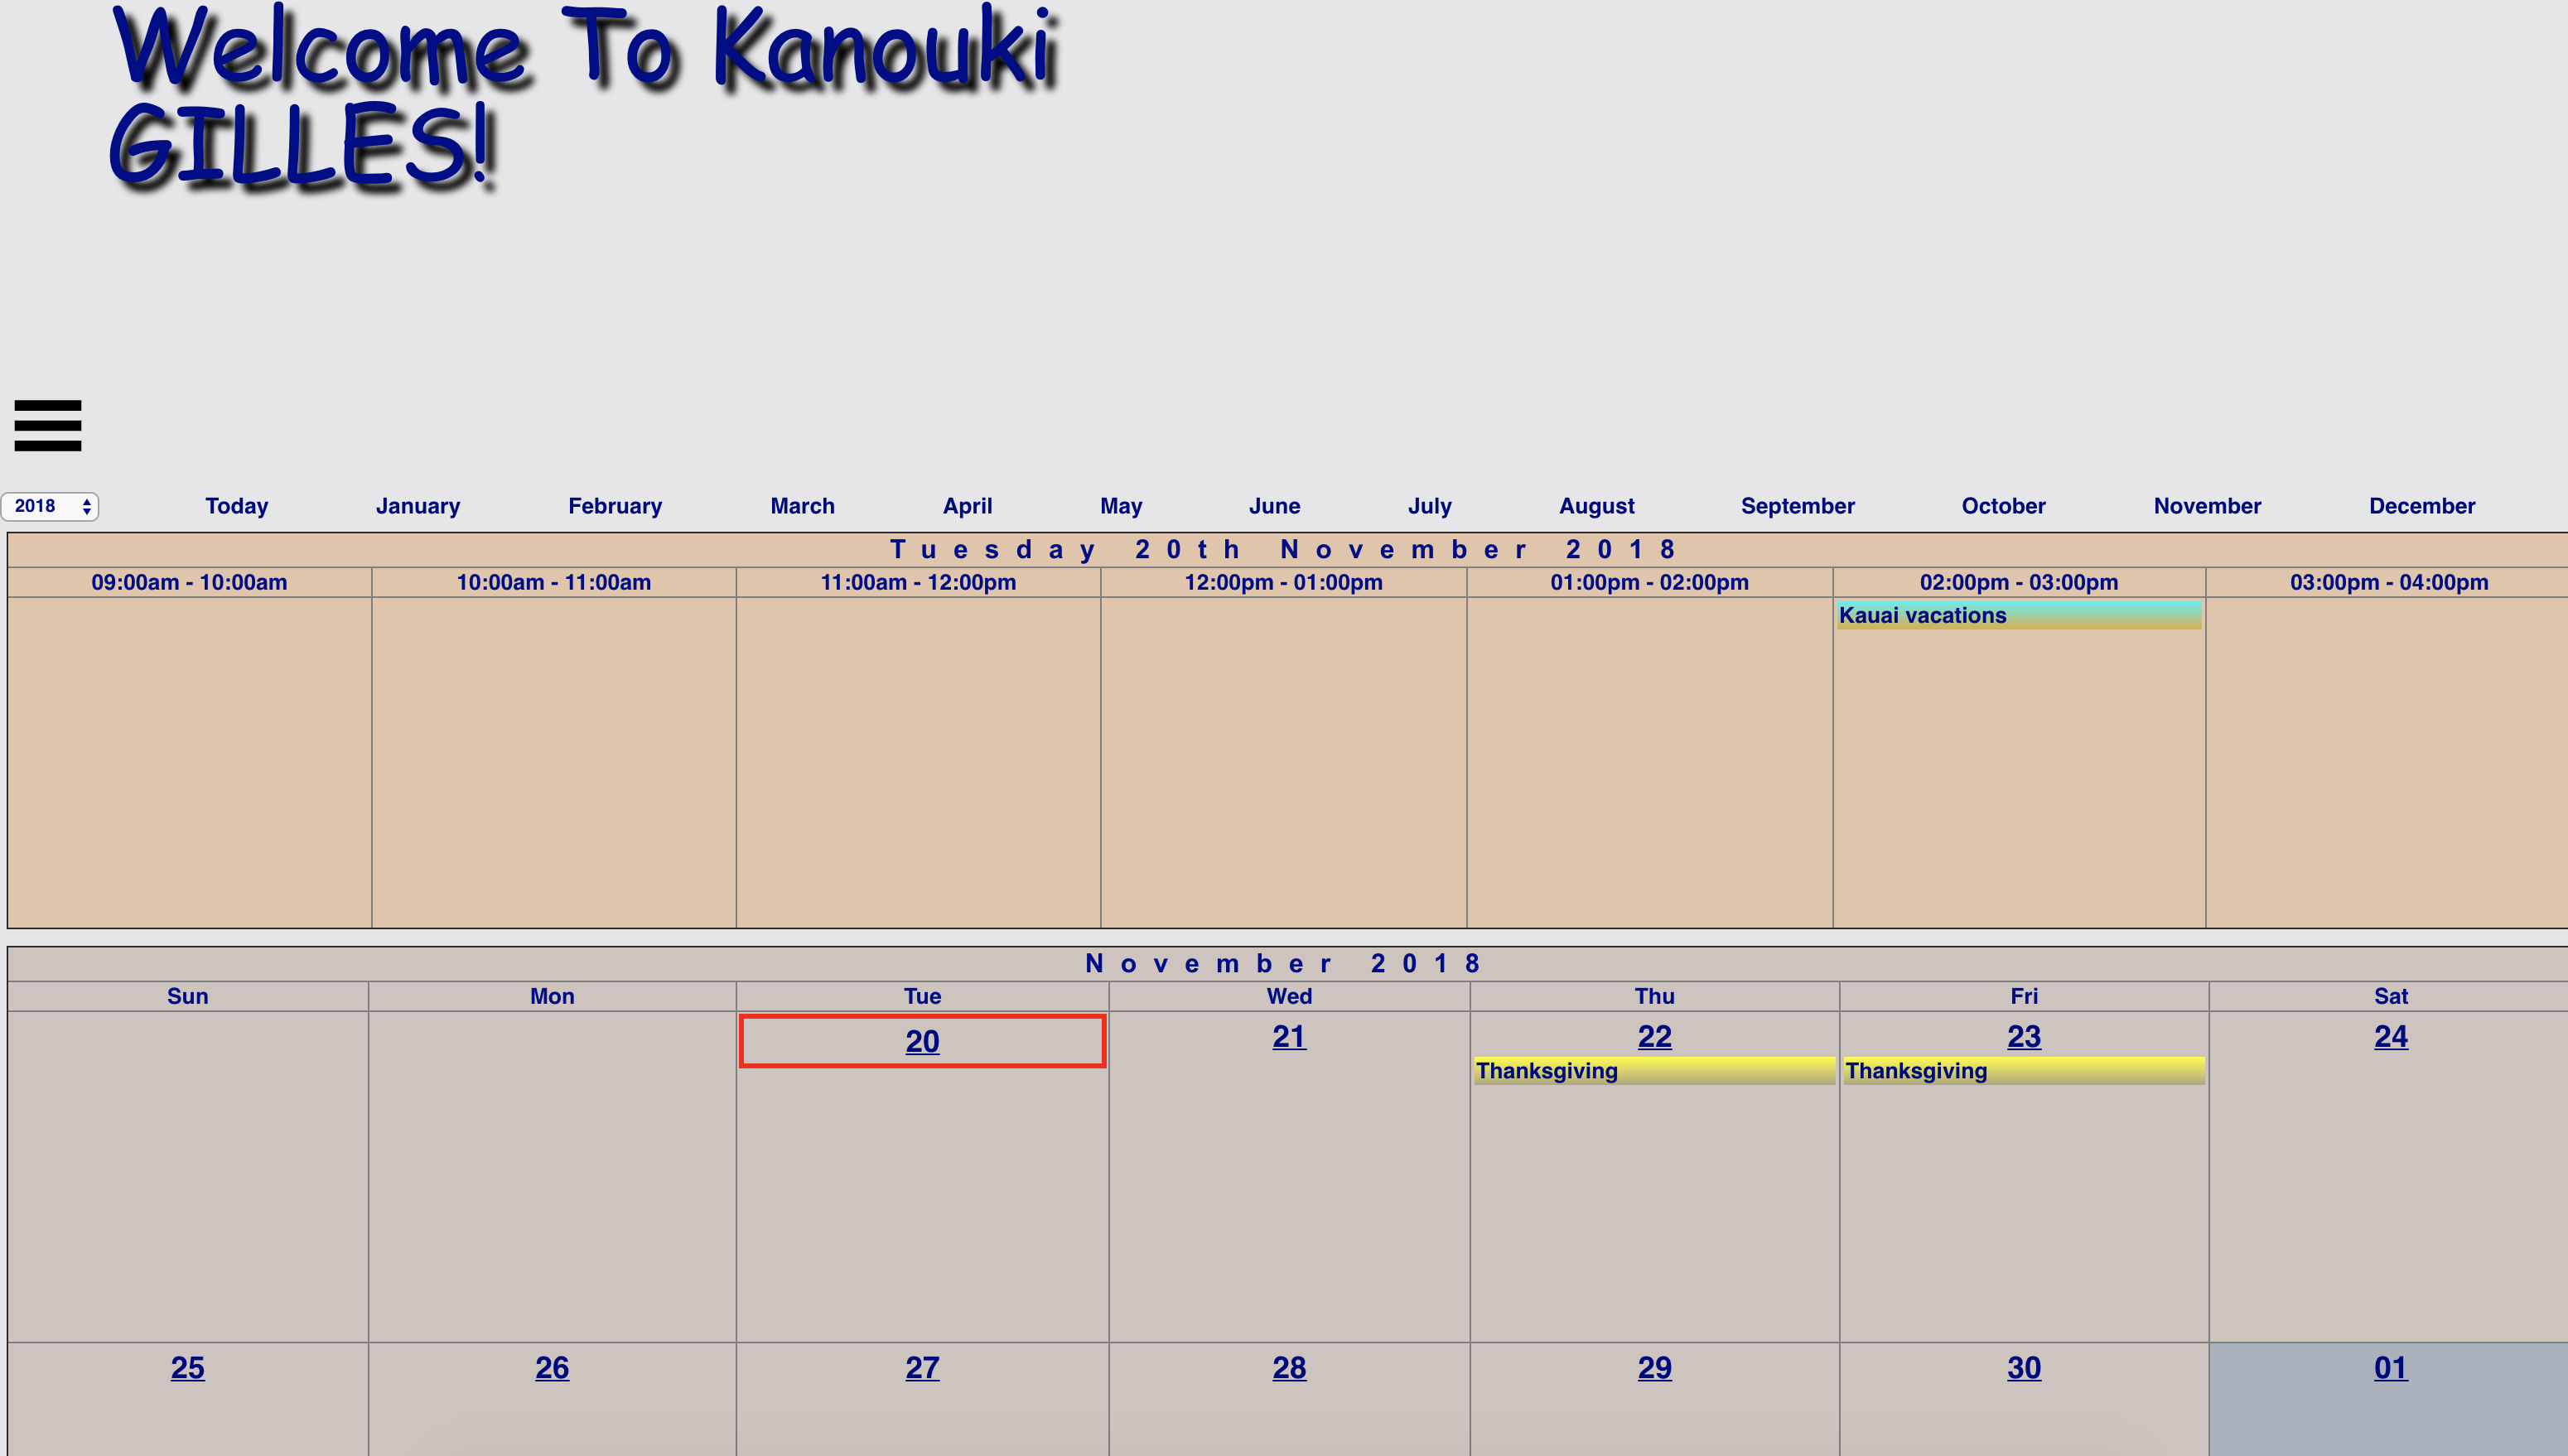 Welcome To Kanouki
GILLES!
2018 Today January February March April May June July August September October November December
Tuesday 20th November 2018
09:00am - 10:00am 10:00am - 11:00am 11:00am - 12:00pm 12:00pm - 01:00pm 01:00pm - 02:00pm 02:00pm - 03:00pm 03:00pm - 04:00pm
Kauai vacations
November 2018
Sun Mon Tue Wed Thu Fri Sat
20 21 22 23 24
Thanksgiving Thanksgiving
25 26 27 28 29 30 01